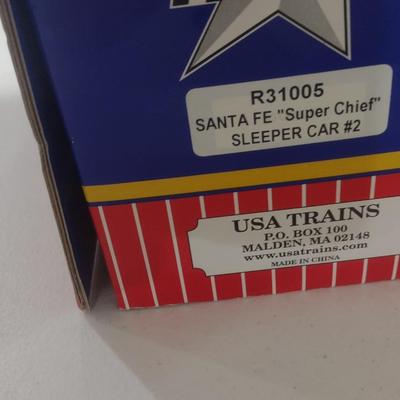 R31005
SANTA FE "Super Chief"
SLEEPER CAR #2
USA TRAINS
P.O. BOX 100
MALDEN, MA 02148
www.usatrains.com
MADE IN CHINA